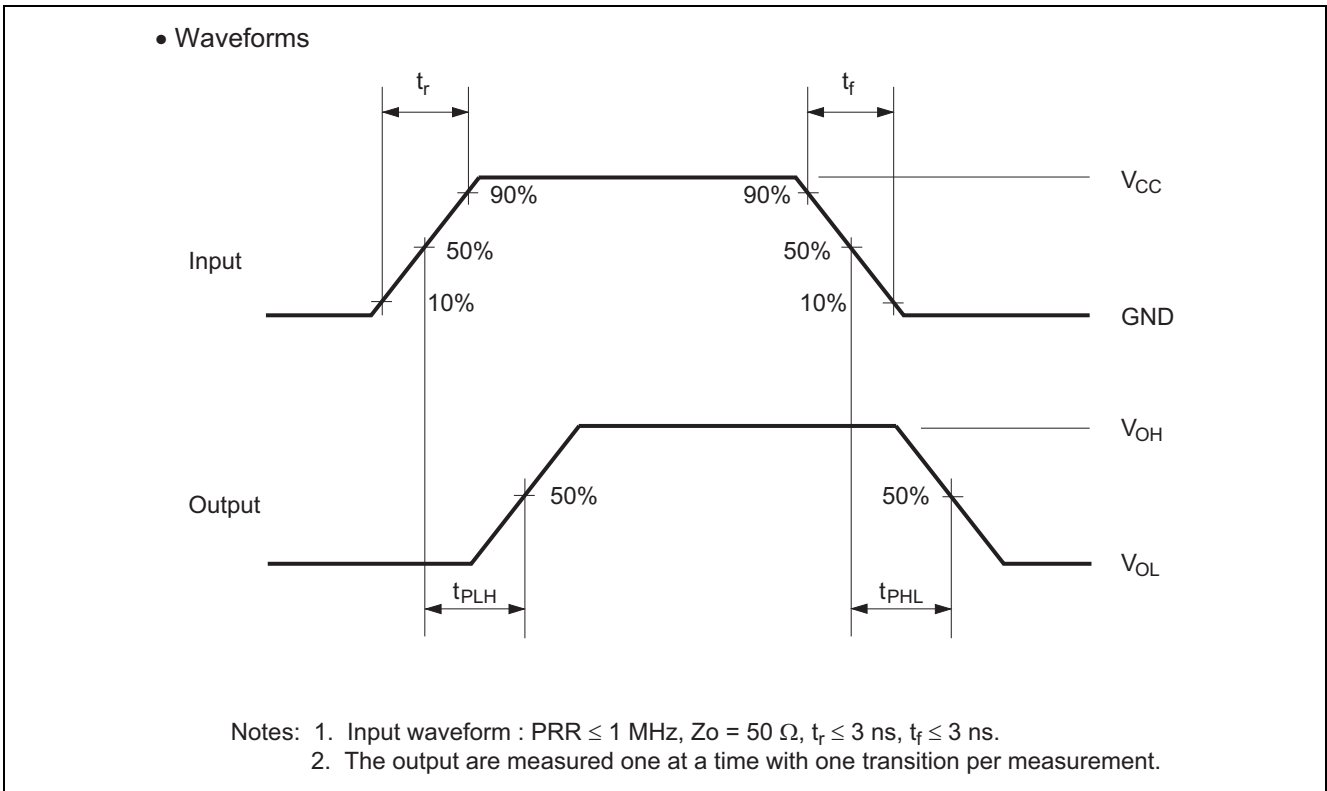 • Waveforms
tr tf
90% 90% VCC
Input 50% 50%
10% 10% GND
VOH
Output 50% 50%
VOL
tPLH tPHL
Notes: 1. Input waveform : PRR ≤ 1 MHz, Zo = 50 Ω, tr ≤ 3 ns, tf ≤ 3 ns.
2. The output are measured one at a time with one transition per measurement.